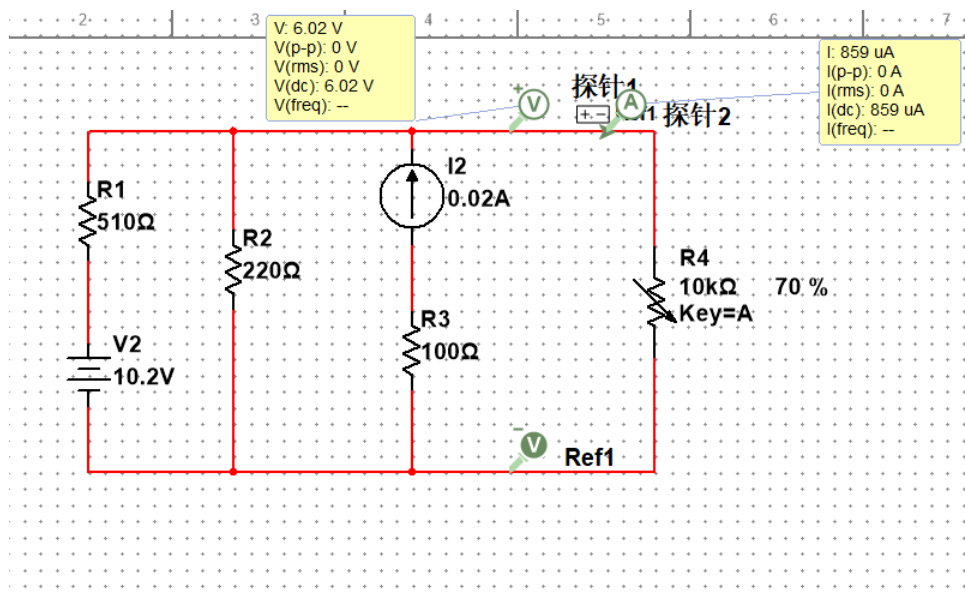 2 3 4 5 6 7
V: 6.02 V
V(p-p): 0 V
V(rms): 0 V
V(dc): 6.02 V
V(freq): --
I: 859 uA
I(p-p): 0 A
I(rms): 0 A
I(dc): 859 uA
I(freq): --
探针1
+ V
A
探针2
R1
510Ω
I2
0.02A
R2
220Ω
R4
10kΩ 70 %
Key=A
R3
100Ω
V2
10.2V
V
Ref1